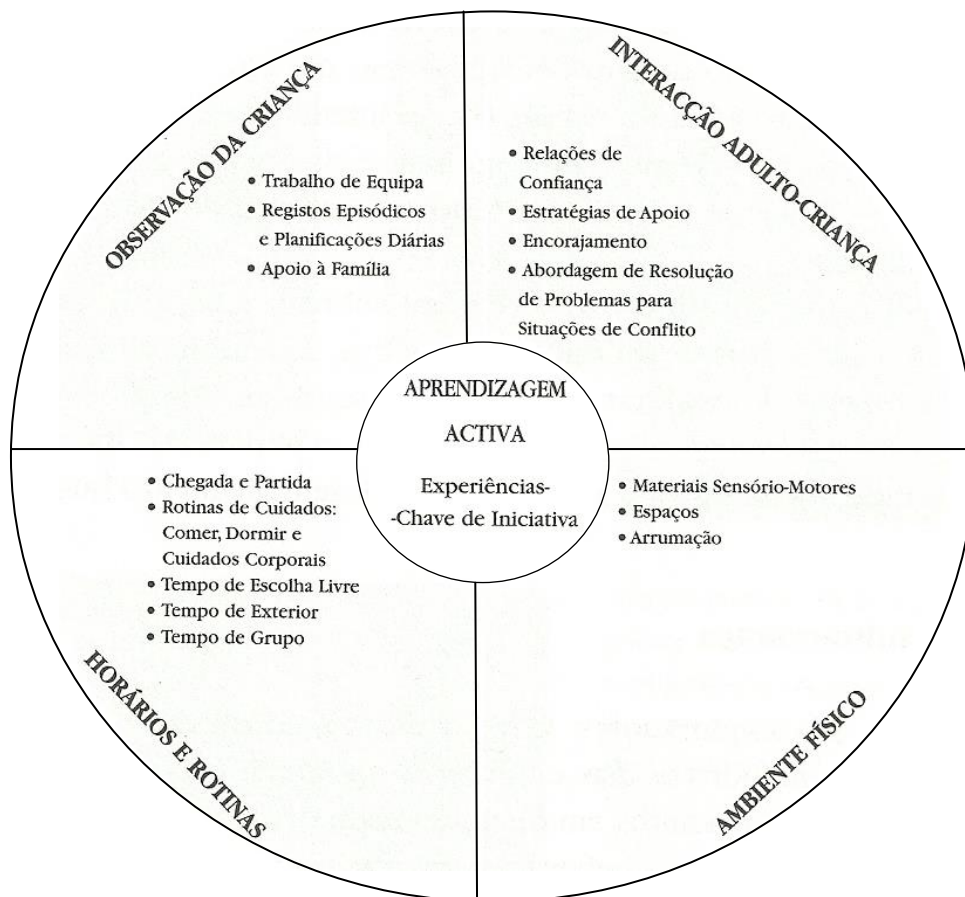 OBSERVAÇÃO DA CRIANÇA
• Trabalho de Equipa
• Registos Episódicos
e Planificações Diárias
• Apoio à Família
INTERACÇÃO ADULTO-CRIANÇA
• Relações de
Confiança
• Estratégias de Apoio
• Encorajamento
• Abordagem de Resolução
de Problemas para
Situações de Conflito
APRENDIZAGEM
ACTIVA
Experiências-
-Chave de Iniciativa
• Chegada e Partida
• Rotinas de Cuidados:
Comer, Dormir e
Cuidados Corporais
• Tempo de Escolha Livre
• Tempo de Exterior
• Tempo de Grupo
HORÁRIOS E ROTINAS
• Materiais Sensório-Motores
• Espaços
• Arrumação
AMBIENTE FÍSICO